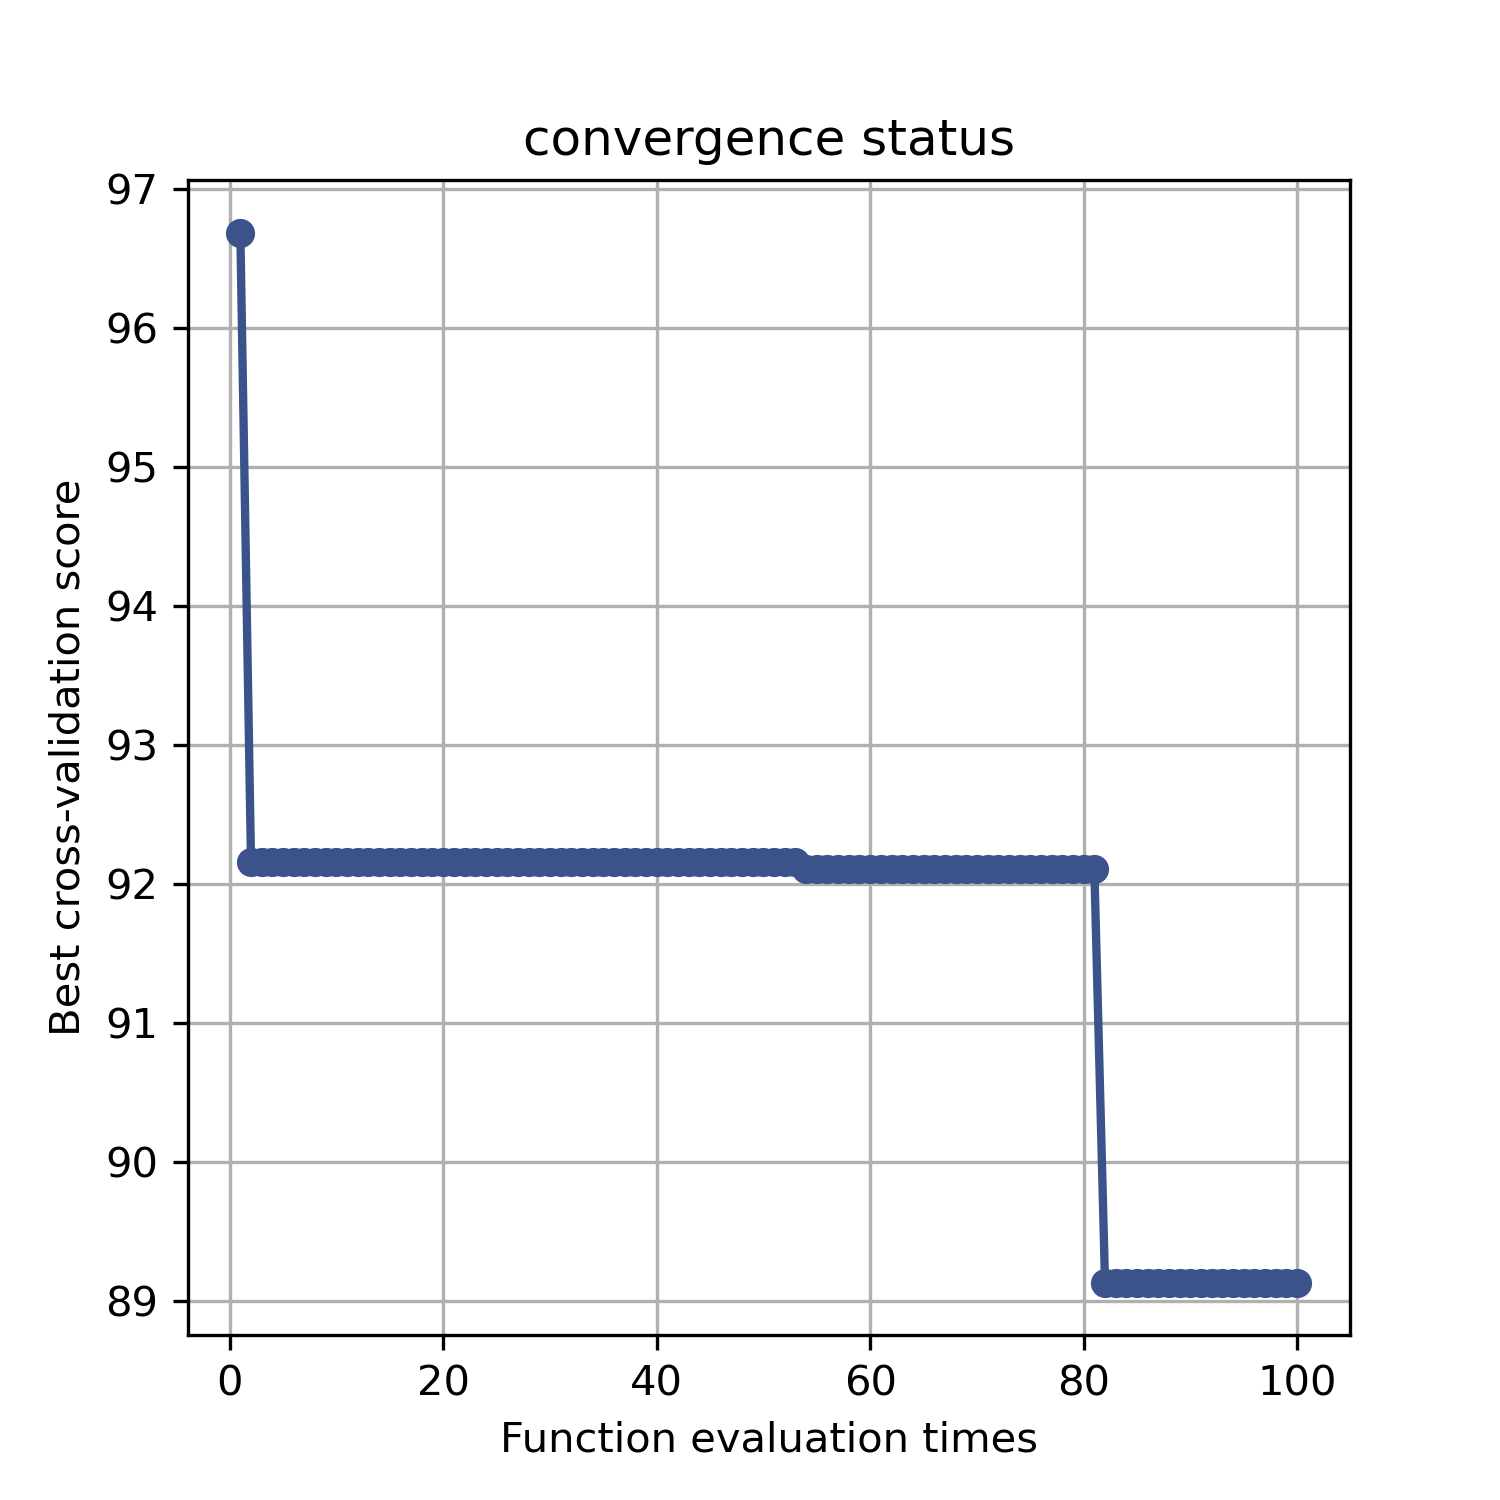 convergence status
97
96
95
94
93
92
91
90
89
Best cross-validation score
0 20 40 60 80 100
Function evaluation times